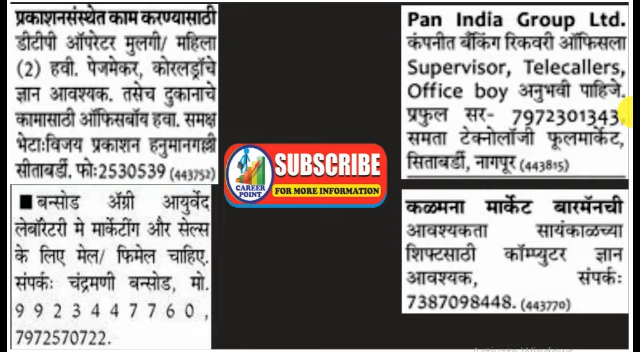 प्रकाशनसंस्थेत काम करण्यासाठी
डीटीपी ऑपरेटर मुलगी/ महिला
(2) हवी. पेजमेकर, कोरलड्रॉचे
ज्ञान आवश्यक. तसेच दुकानाचे
कामासाठी ऑफिसबॉय हवा. समक्ष
भेटा:विजय प्रकाशन हनुमानगल्ली
सीताबर्डी. फो:2530539 (443752)
■ बन्सोड अॅग्री आयुर्वेद
लेबॉरेटरी मे मार्केटींग और सेल्स
के लिए मेल/ फिमेल चाहिए.
संपर्क: चंद्रमणी बन्सोड, मो.
9923447760,
7972570722.
CAREER
POINT
SUBSCRIBE
FOR MORE INFORMATION
Pan India Group Ltd.
कंपनीत बैंकिंग रिकवरी ऑफिसला
Supervisor, Telecallers,
Office boy अनुभवी पाहिजे.
प्रफुल सर- 7972301343,
समता टेक्नोलॉजी फूलमार्केट,
सिताबर्डी, नागपूर (443815)
कळमना मार्केट बारमॅनची
आवश्यकता सायंकाळच्या
शिफ्टसाठी कॉम्प्युटर ज्ञान
आवश्यक, संपर्क:
7387098448. (443770)